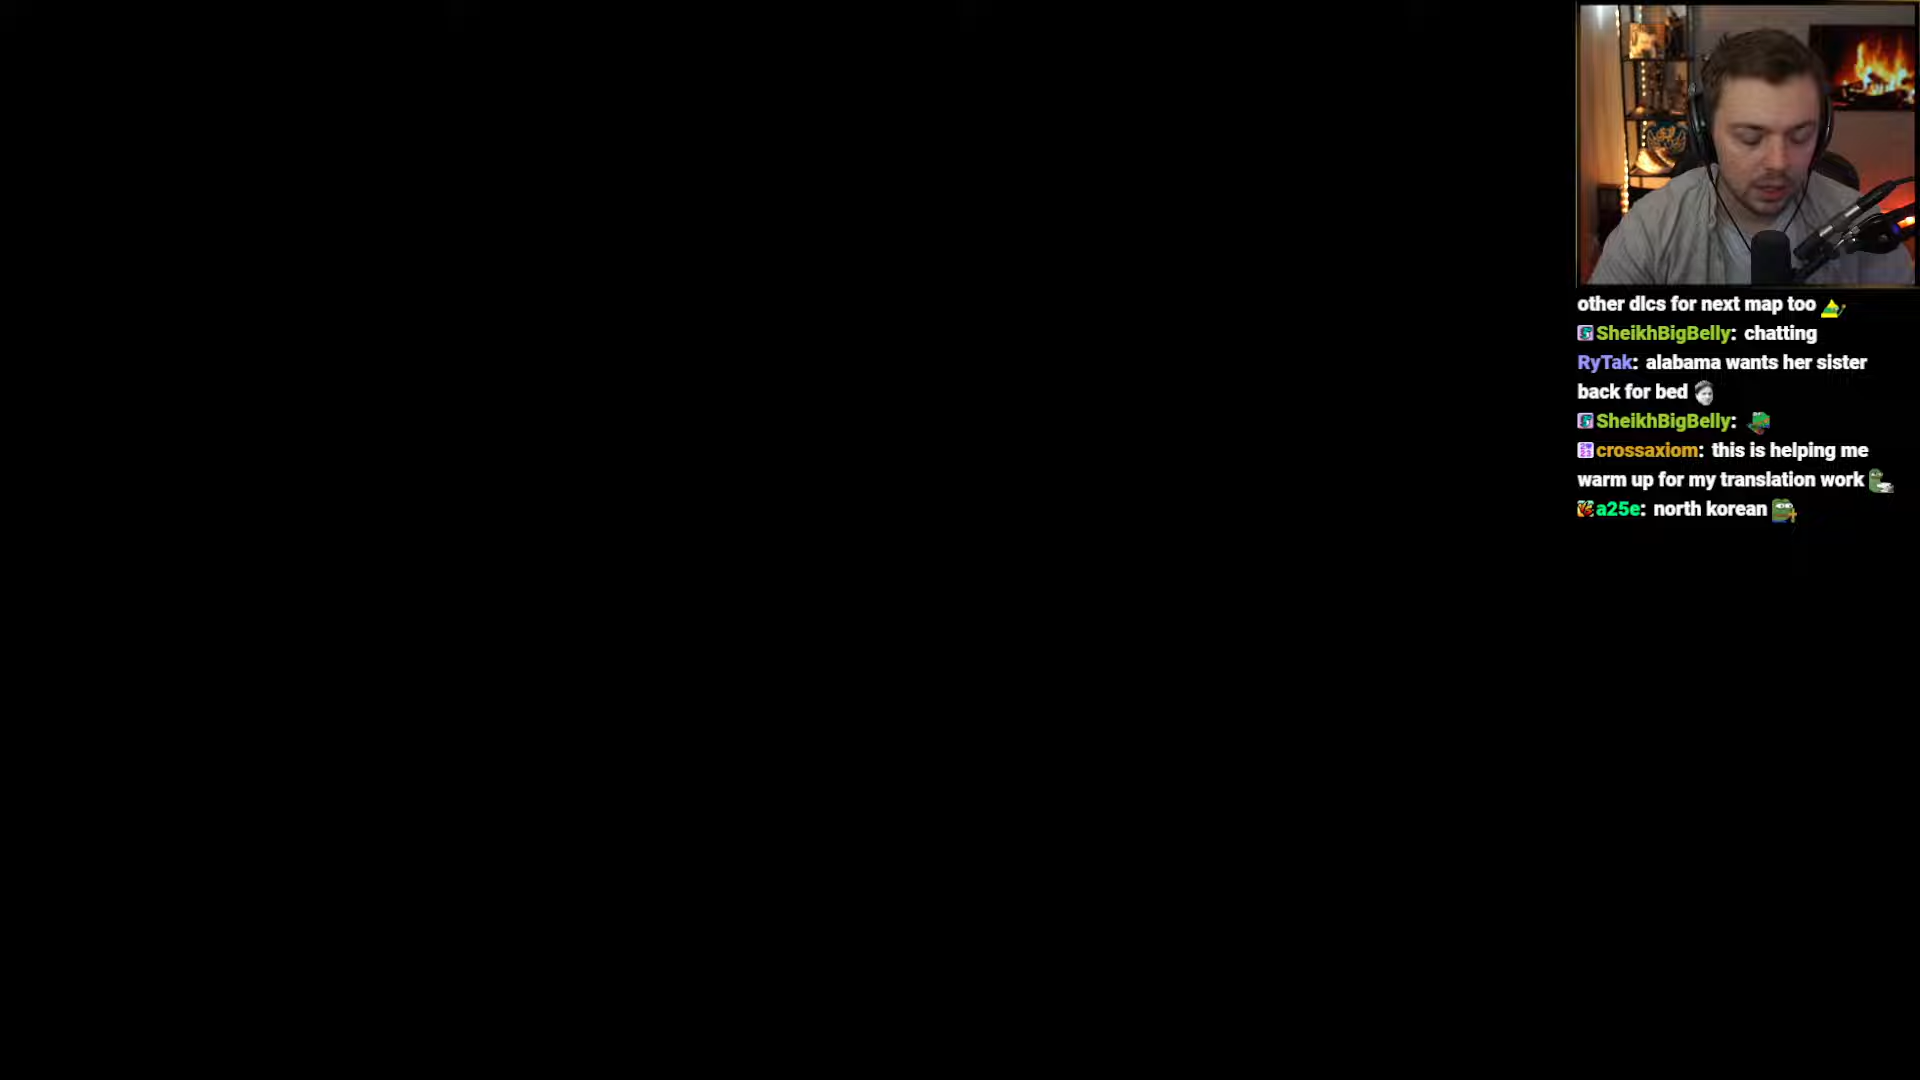 other dlcs for next map too
SheikhBigBelly: chatting
RyTak: alabama wants her sister
back for bed
SheikhBigBelly:
crossaxiom: this is helping me
warm up for my translation work
a25e: north korean